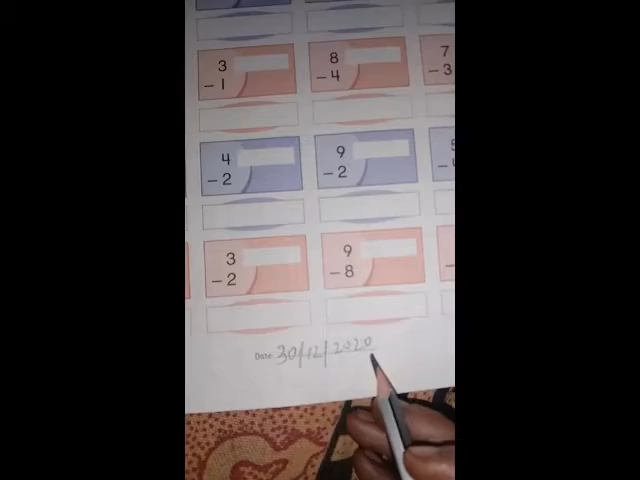 3 8 7
- 1 - 4 - 3
4 9
- 2 - 2 -
3 9
- 2 - 8 -
Date: 30/12/2020